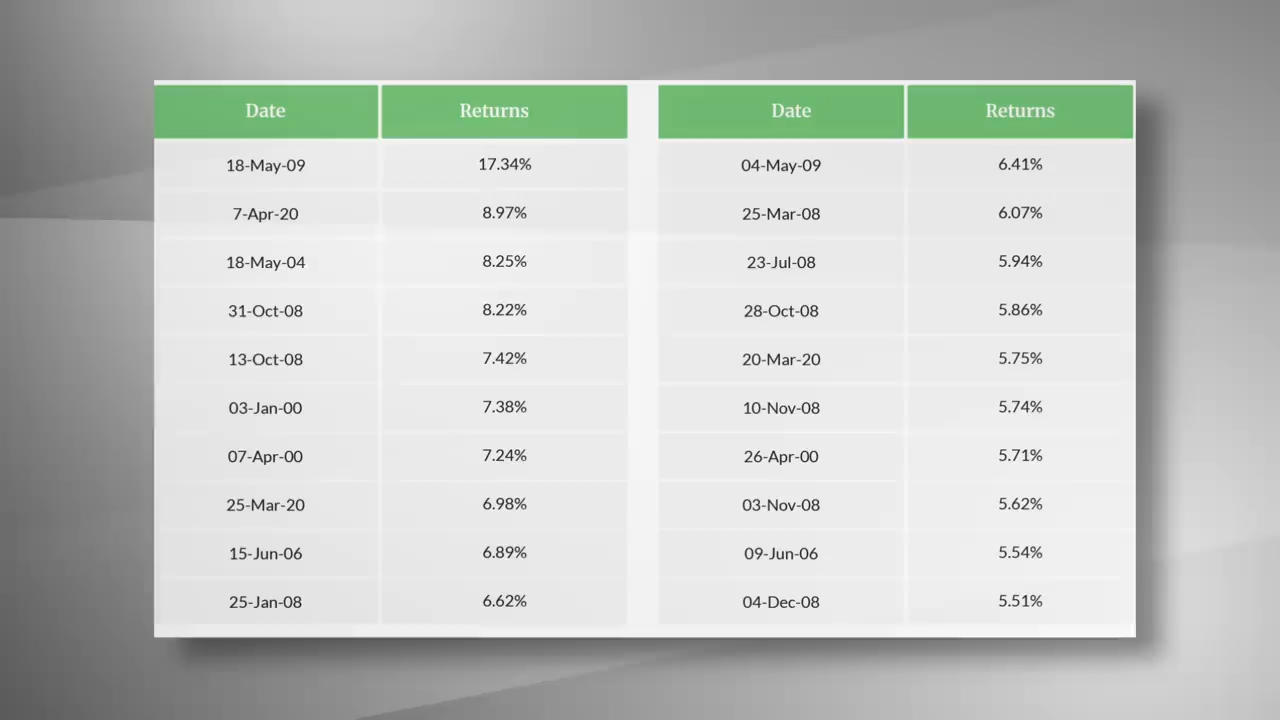 Date Returns Date Returns
18-May-09 17.34% 04-May-09 6.41%
7-Apr-20 8.97% 25-Mar-08 6.07%
18-May-04 8.25% 23-Jul-08 5.94%
31-Oct-08 8.22% 28-Oct-08 5.86%
13-Oct-08 7.42% 20-Mar-20 5.75%
03-Jan-00 7.38% 10-Nov-08 5.74%
07-Apr-00 7.24% 26-Apr-00 5.71%
25-Mar-20 6.98% 03-Nov-08 5.62%
15-Jun-06 6.89% 09-Jun-06 5.54%
25-Jan-08 6.62% 04-Dec-08 5.51%